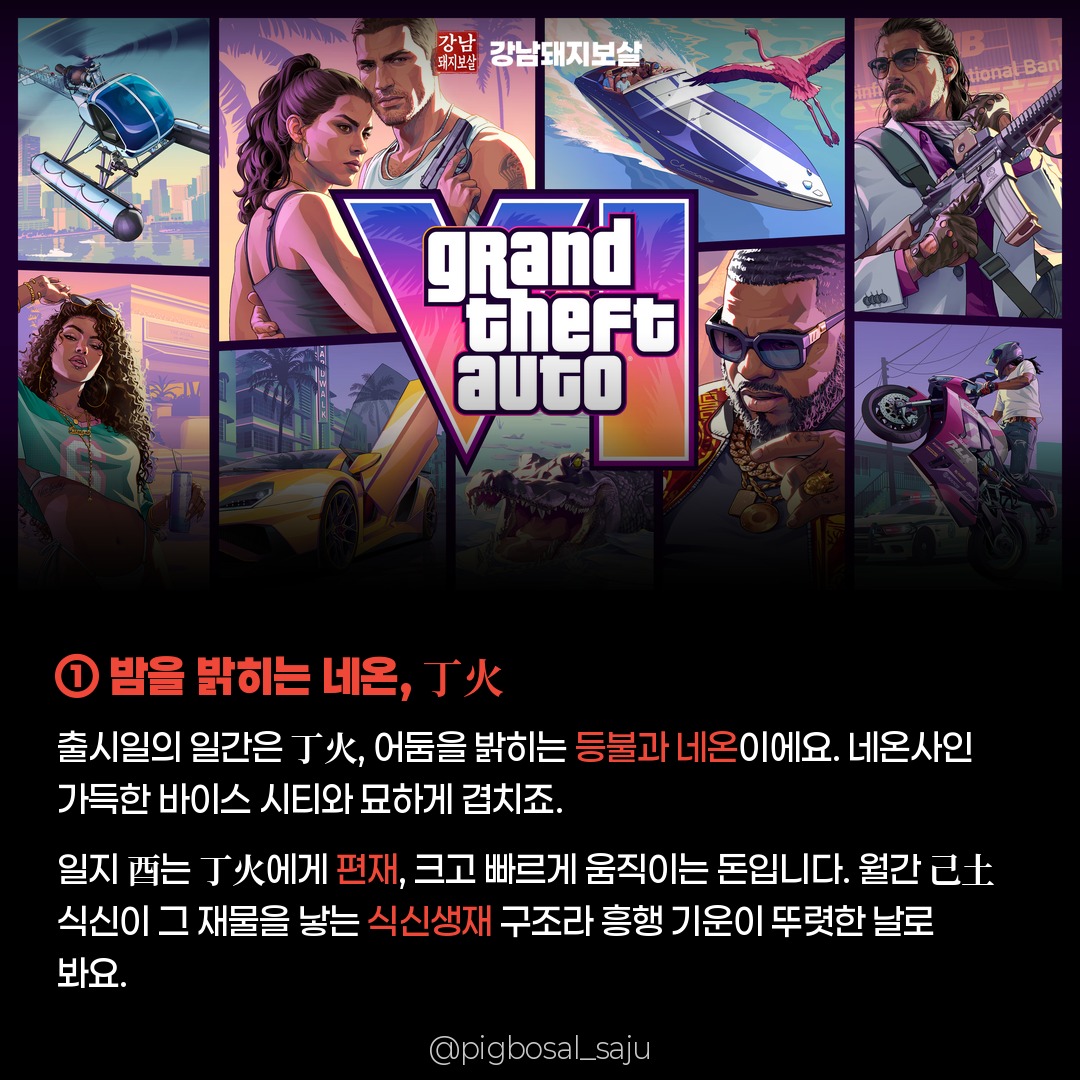 강남
돼지보살
강남돼지보살
B
tional Ban
VI
grand
theft
auto
① 밤을 밝히는 네온, 丁火
출시일의 일간은 丁火, 어둠을 밝히는 등불과 네온이에요. 네온사인
가득한 바이스 시티와 묘하게 겹치죠.
일지 酉는 丁火에게 편재, 크고 빠르게 움직이는 돈입니다. 월간 己土
식신이 그 재물을 낳는 식신생재 구조라 흥행 기운이 뚜렷한 날로
봐요.
@pigbosal_saju